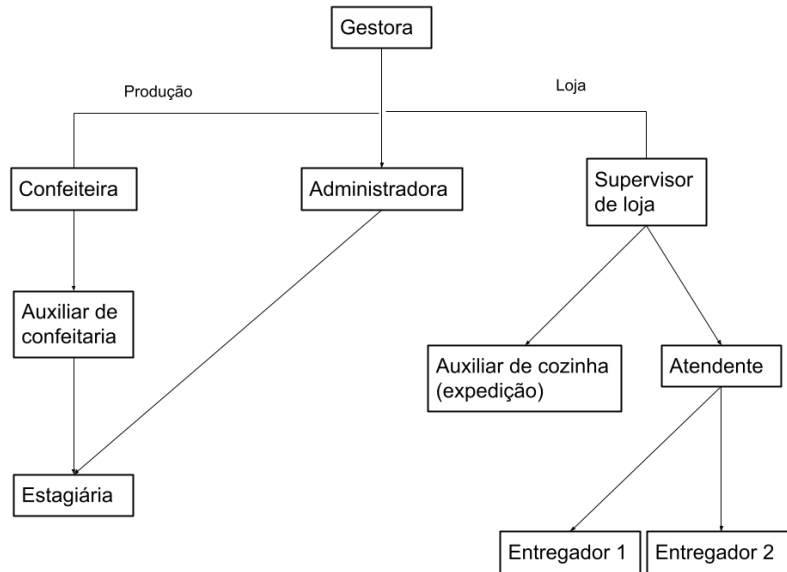 Gestora
Produção
Loja
Confeiteira
Administradora
Supervisor
de loja
Auxiliar de
confeitaria
Auxiliar de cozinha
(expedição)
Atendente
Estagiária
Entregador 1
Entregador 2